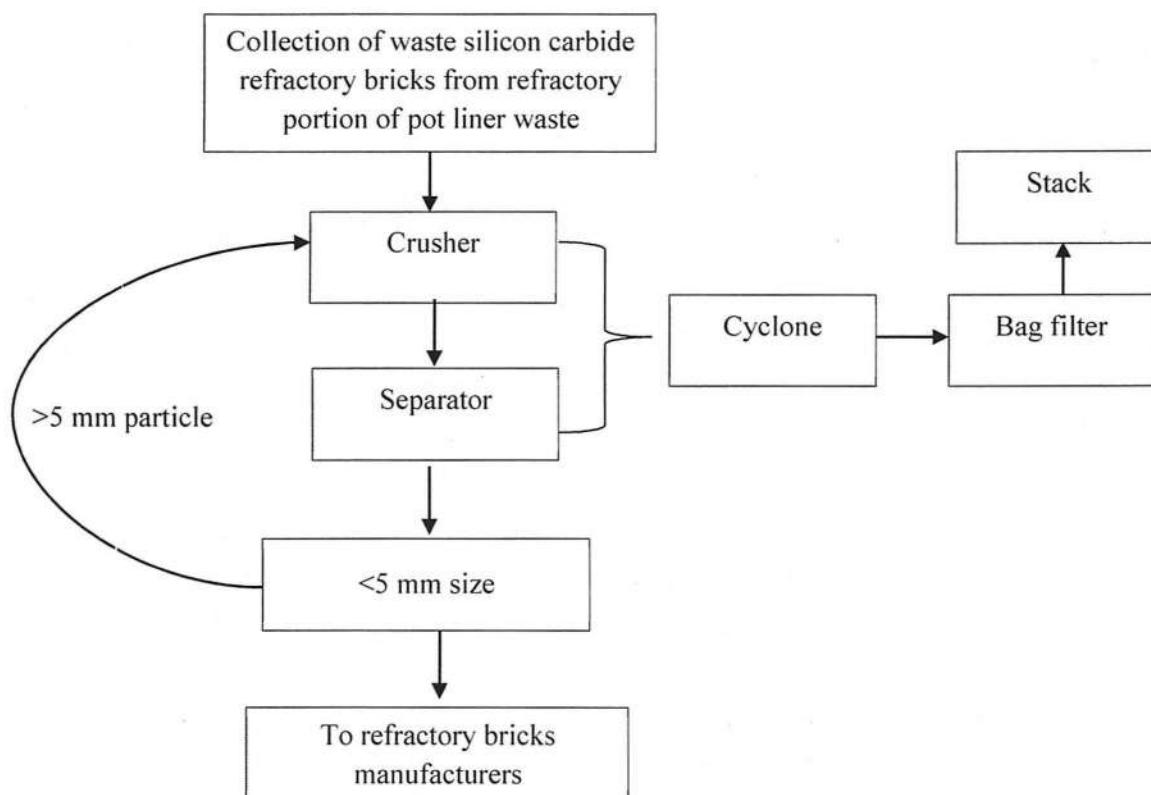 Collection of waste silicon carbide
refractory bricks from refractory
portion of pot liner waste
Stack
Crusher
Cyclone
Bag filter
Separator
>5 mm particle
<5 mm size
To refractory bricks
manufacturers